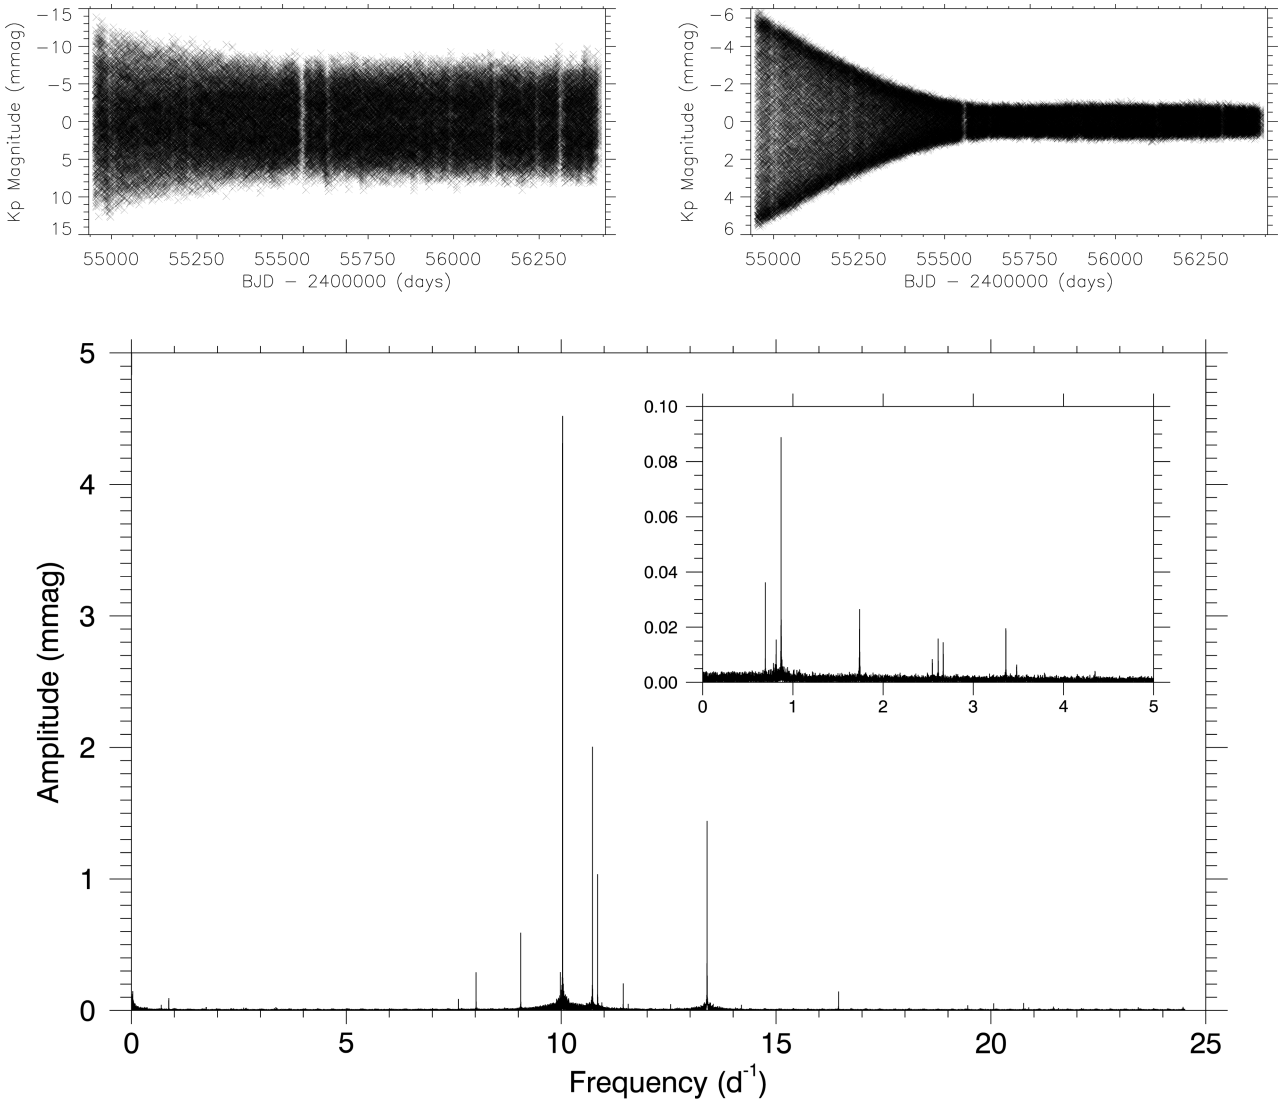 −15
−10
−5
0
5
10
15
Kp Magnitude (mmag)
55000 55250 55500 55750 56000 56250
BJD − 2400000 (days)
−6
−4
−2
0
2
4
6
Kp Magnitude (mmag)
55000 55250 55500 55750 56000 56250
BJD − 2400000 (days)
5
4
3
2
1
0
Amplitude (mmag)
0 5 10 15 20 25
Frequency (d⁻¹)
0.10
0.08
0.06
0.04
0.02
0.00
0 1 2 3 4 5